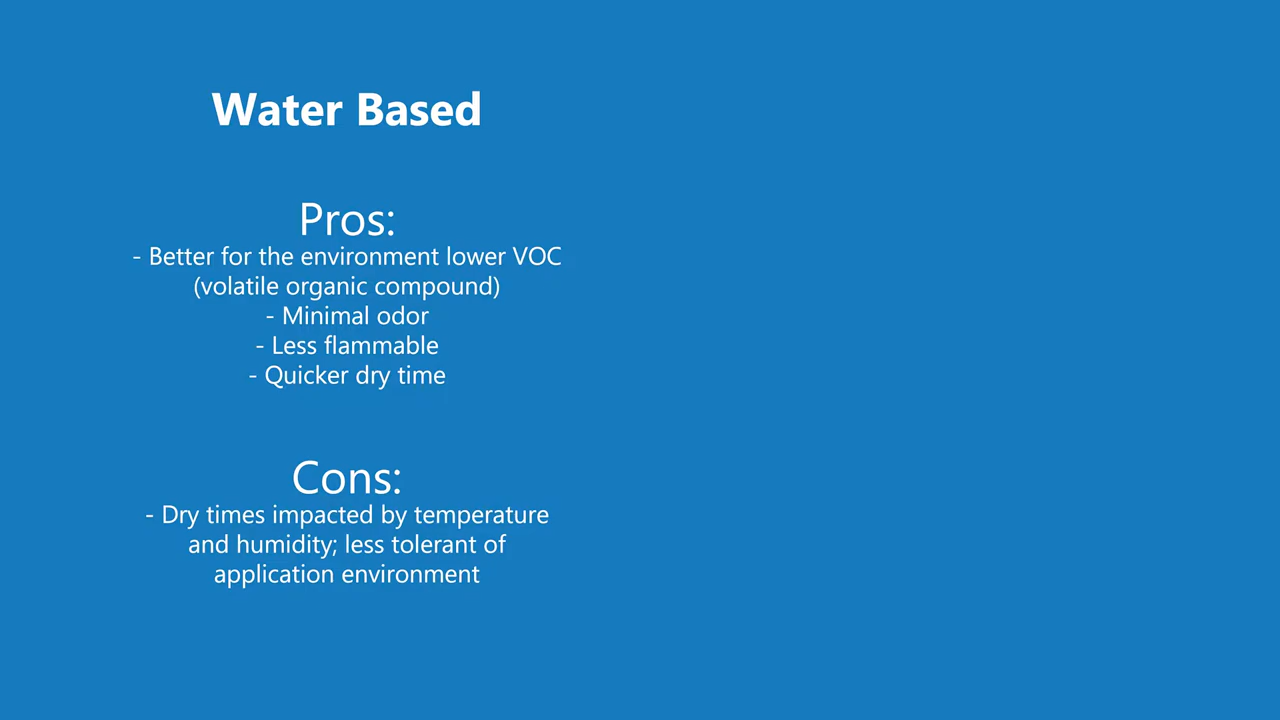 Water Based
Pros:
- Better for the environment lower VOC
(volatile organic compound)
- Minimal odor
- Less flammable
- Quicker dry time
Cons:
- Dry times impacted by temperature
and humidity; less tolerant of
application environment